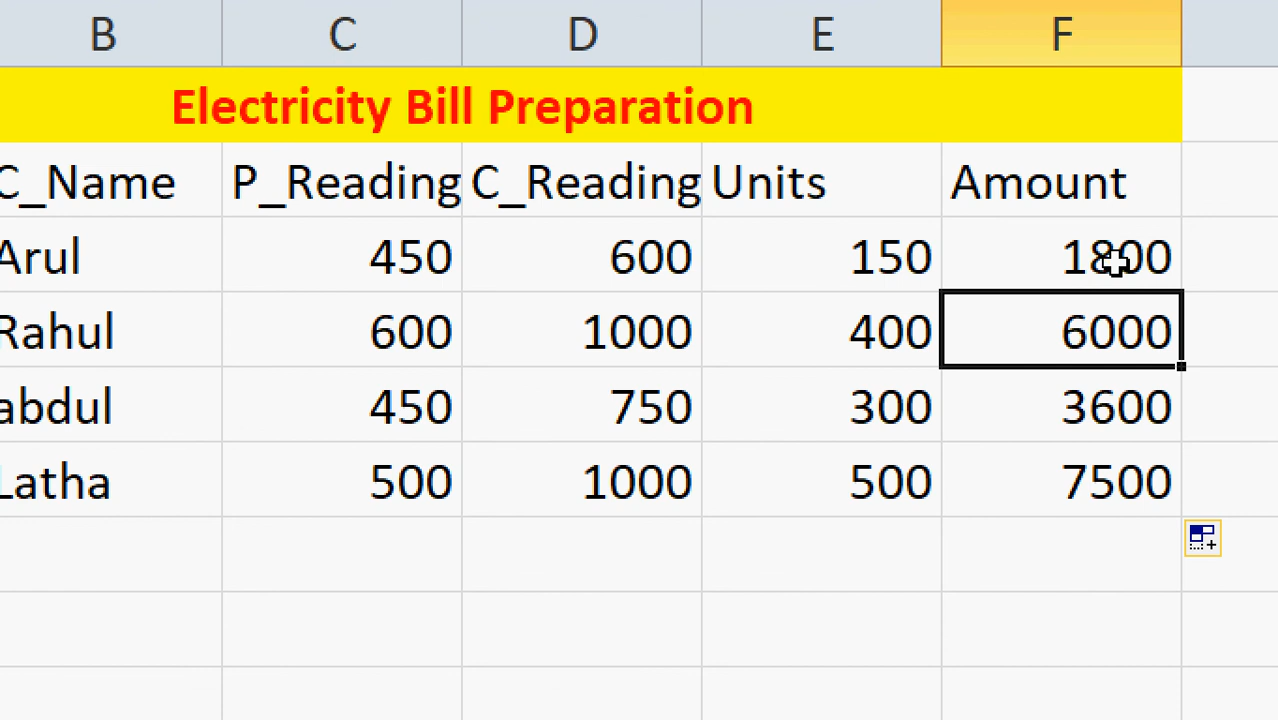 B C D E F
Electricity Bill Preparation
C_Name P_Reading C_Reading Units Amount
Arul 450 600 150 1800
Rahul 600 1000 400 6000
abdul 450 750 300 3600
Latha 500 1000 500 7500